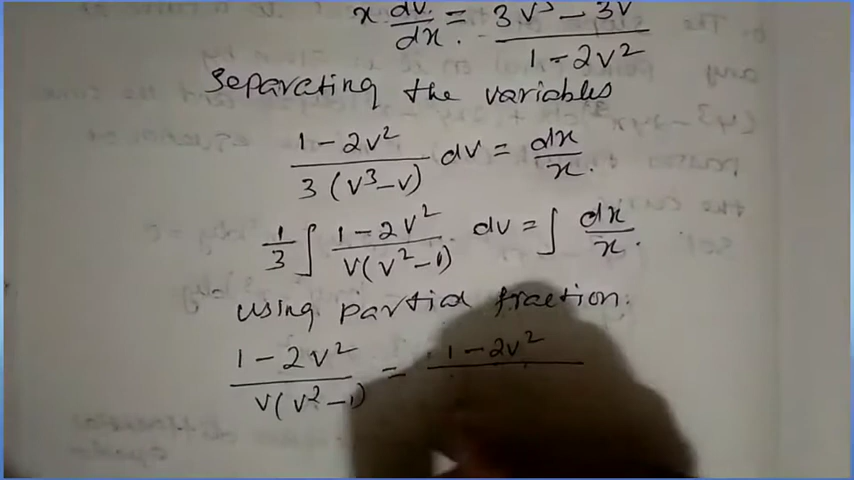 x dv/dx = 3v³ - 3v / 1 - 2v²
Separating the variables
1 - 2v² / 3(v³ - v) dv = dx/x.
1/3 ∫ 1 - 2v² / v(v² - 1) dv = ∫ dx/x.
using partial fraction.
1 - 2v² / v(v² - 1) = 1 - 2v²